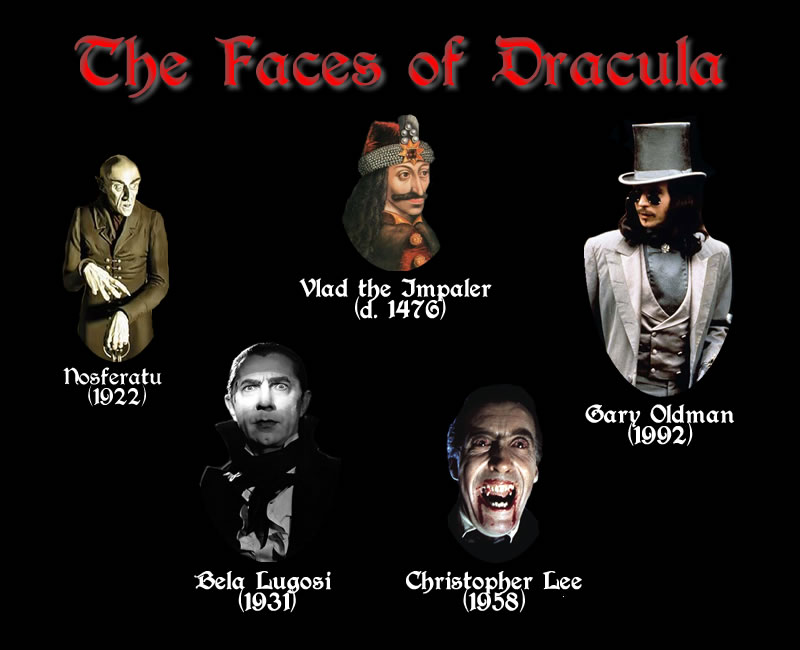 The Faces of Dracula
Vlad the Impaler
(d. 1476)
Nosferatu
(1922)
Gary Oldman
(1992)
Bela Lugosi
(1931)
Christopher Lee
(1958)